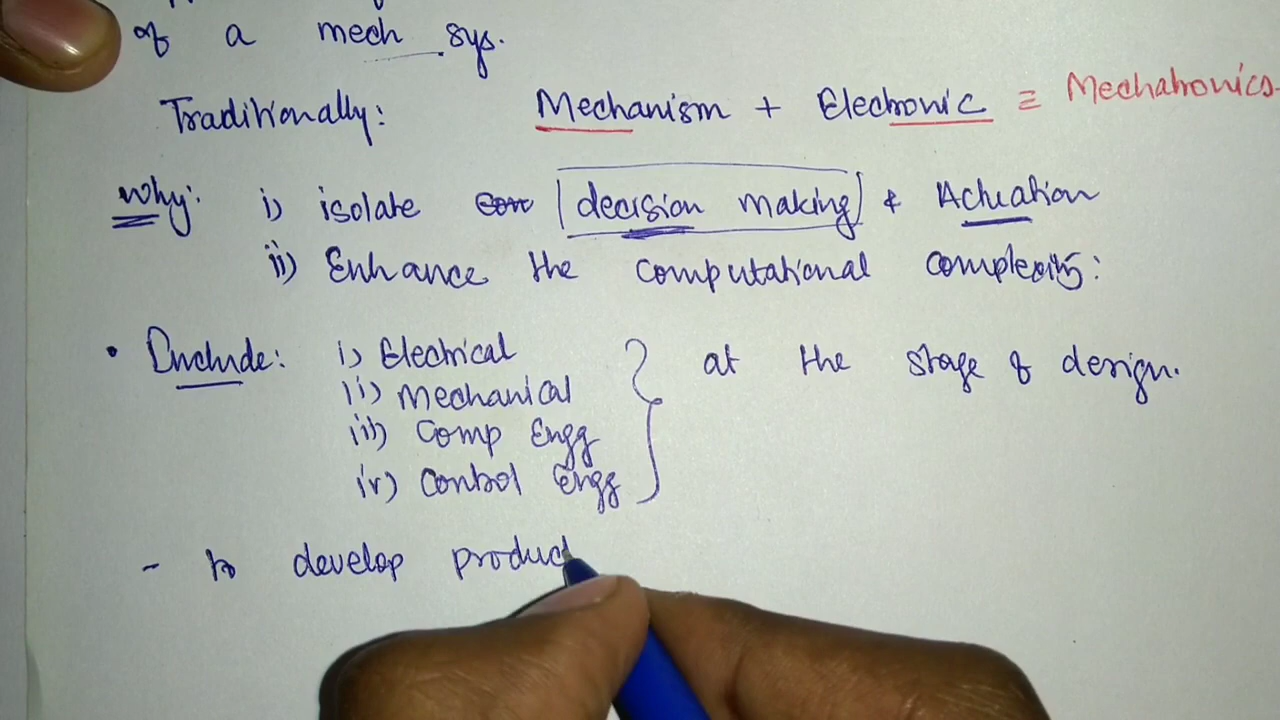 of a mech sys.
Traditionally: Mechanism + Electronic ≡ Mechatronics.
Why: i) isolate decision making & Actuation
ii) Enhance the computational complexity:
• Include: i) Electrical
ii) Mechanical
iii) Comp Engg
iv) Control Engg
} at the stage of design.
- to develop product